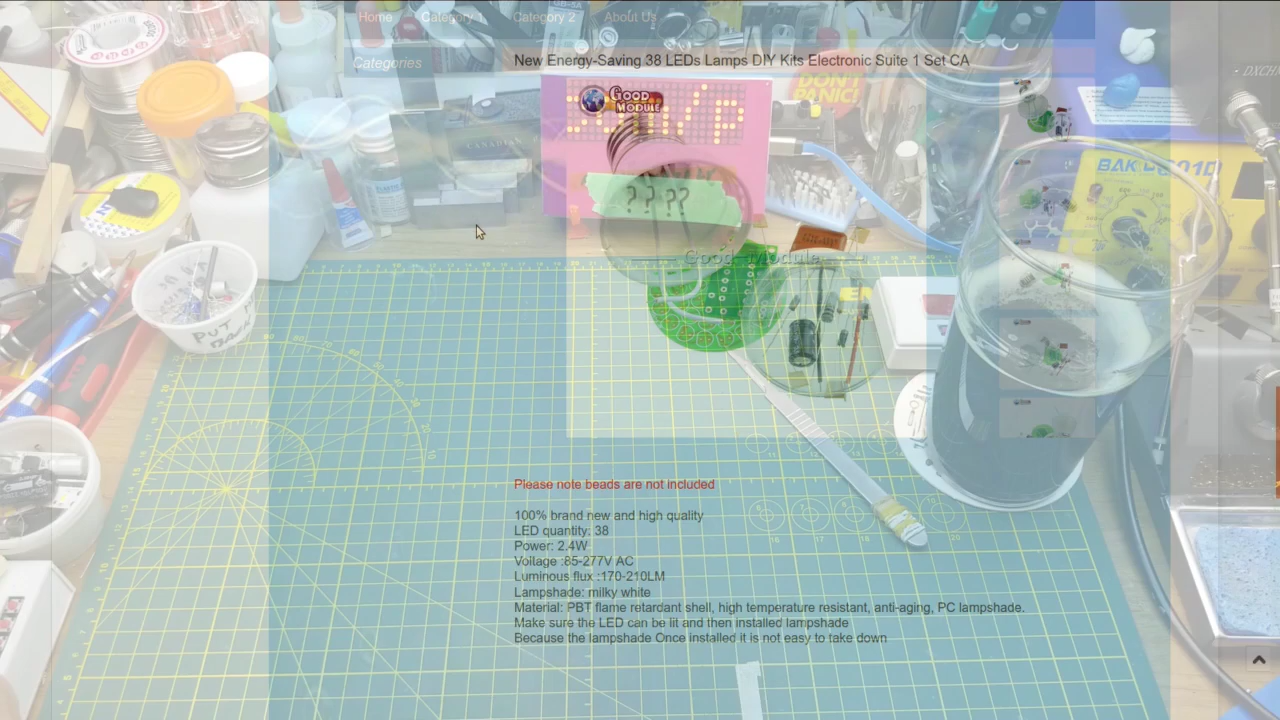 Home Category 1 Category 2 About Us
Categories
New Energy-Saving 38 LEDs Lamps DIY Kits Electronic Suite 1 Set CA
DON'T
PANIC!
GOOD
MODULE
? ? ??
Good Module
PUT
Please note beads are not included
100% brand new and high quality
LED quantity: 38
Power: 2.4W
Voltage :85-277V AC
Luminous flux :170-210LM
Lampshade: milky white
Material: PBT flame retardant shell, high temperature resistant, anti-aging, PC lampshade.
Make sure the LED can be lit and then installed lampshade
Because the lampshade Once installed it is not easy to take down